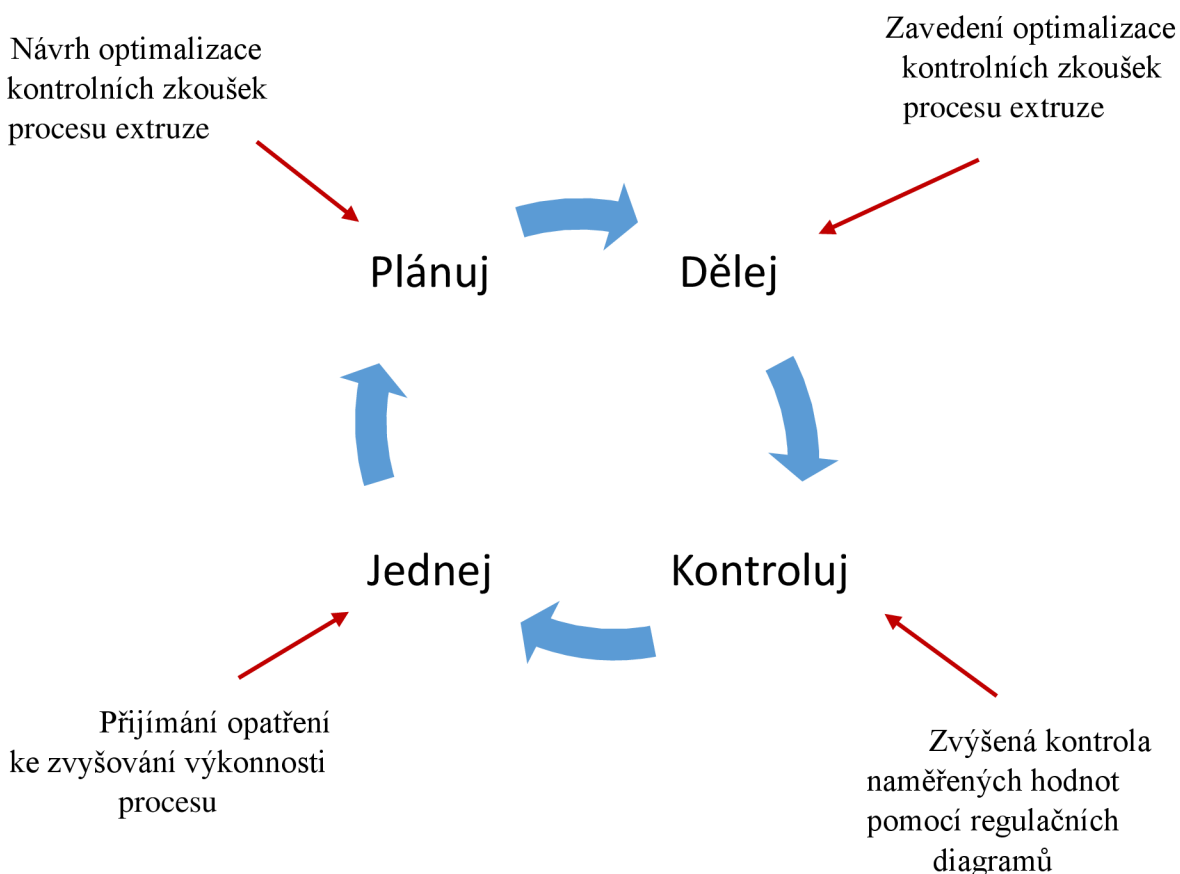 Návrh optimalizace
kontrolních zkoušek
procesu extruze
Zavedení optimalizace
kontrolních zkoušek
procesu extruze
Plánuj
Dělej
Jednej
Kontroluj
Přijímání opatření
ke zvyšování výkonnosti
procesu
Zvýšená kontrola
naměřených hodnot
pomocí regulačních
diagramů